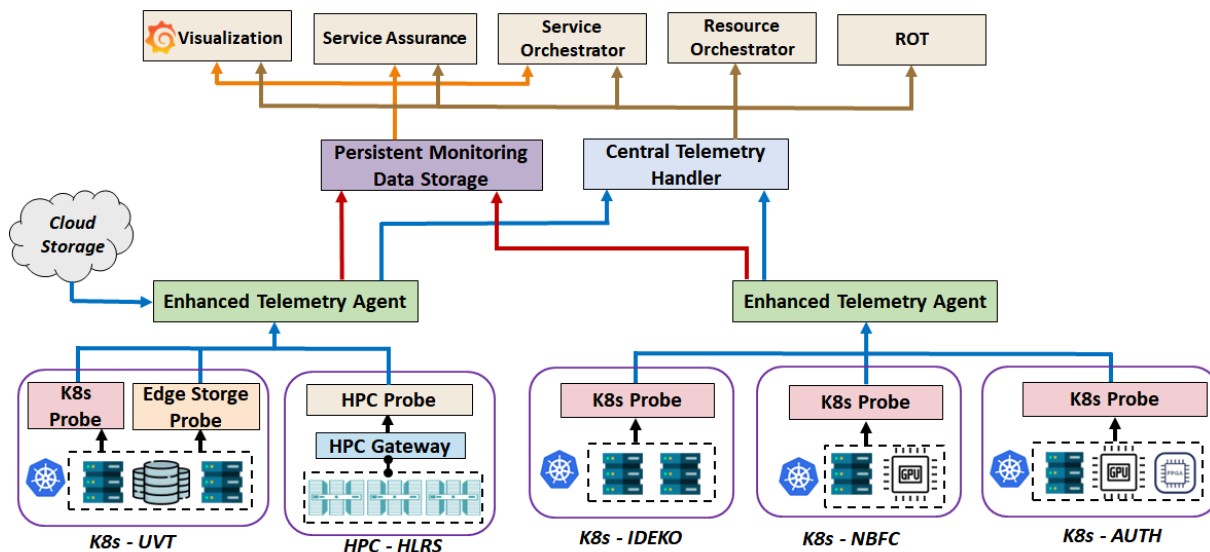 Visualization
Service Assurance
Service
Orchestrator
Resource
Orchestrator
ROT
Persistent Monitoring
Data Storage
Central Telemetry
Handler
Cloud
Storage
Enhanced Telemetry Agent
Enhanced Telemetry Agent
K8s
Probe
Edge Storge
Probe
HPC Probe
HPC Gateway
K8s Probe
K8s Probe
K8s Probe
GPU
GPU
FPGA
K8s - UVT
HPC - HLRS
K8s - IDEKO
K8s - NBFC
K8s - AUTH